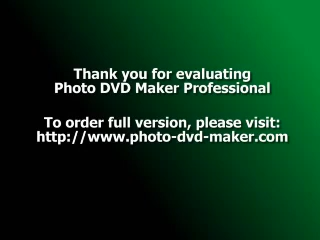 Thank you for evaluating
Photo DVD Maker Professional
To order full version, please visit:
http://www.photo-dvd-maker.com